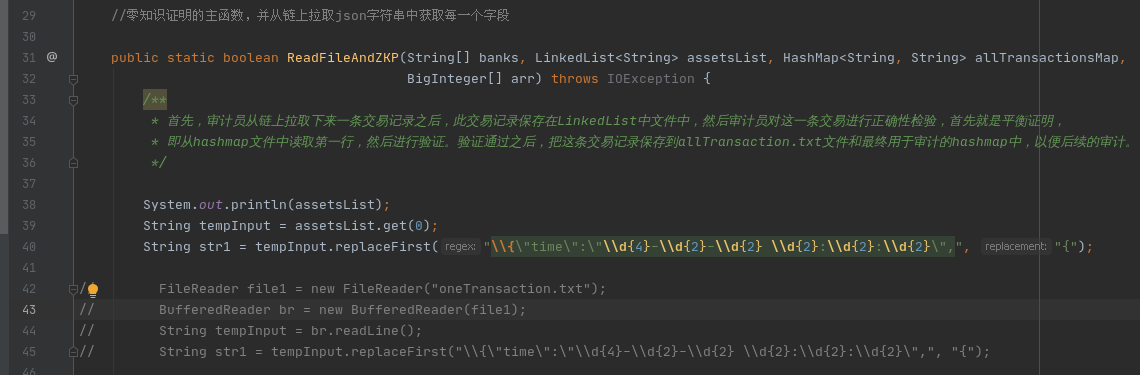 29 //零知识证明的主函数，并从链上拉取json字符串中获取每一个字段
30
31 @ public static boolean ReadFileAndZKP(String[] banks, LinkedList<String> assetsList, HashMap<String, String> allTransactionsMap,
32 BigInteger[] arr) throws IOException {
33 /**
34 * 首先，审计员从链上拉取下来一条交易记录之后，此交易记录保存在LinkedList中文件中，然后审计员对这一条交易进行正确性检验，首先就是平衡证明，
35 * 即从hashmap文件中读取第一行，然后进行验证。验证通过之后，把这条交易记录保存到allTransaction.txt文件和最终用于审计的hashmap中，以便后续的审计。
36 */
37
38 System.out.println(assetsList);
39 String tempInput = assetsList.get(0);
40 String str1 = tempInput.replaceFirst( regex: "\\{\"time\":\"\\d{4}-\\d{2}-\\d{2} \\d{2}:\\d{2}:\\d{2}\",", replacement: "{");
41
42 / FileReader file1 = new FileReader("oneTransaction.txt");
43 // BufferedReader br = new BufferedReader(file1);
44 // String tempInput = br.readLine();
45 // String str1 = tempInput.replaceFirst("\\{\"time\":\"\\d{4}-\\d{2}-\\d{2} \\d{2}:\\d{2}:\\d{2}\",", "{");
46